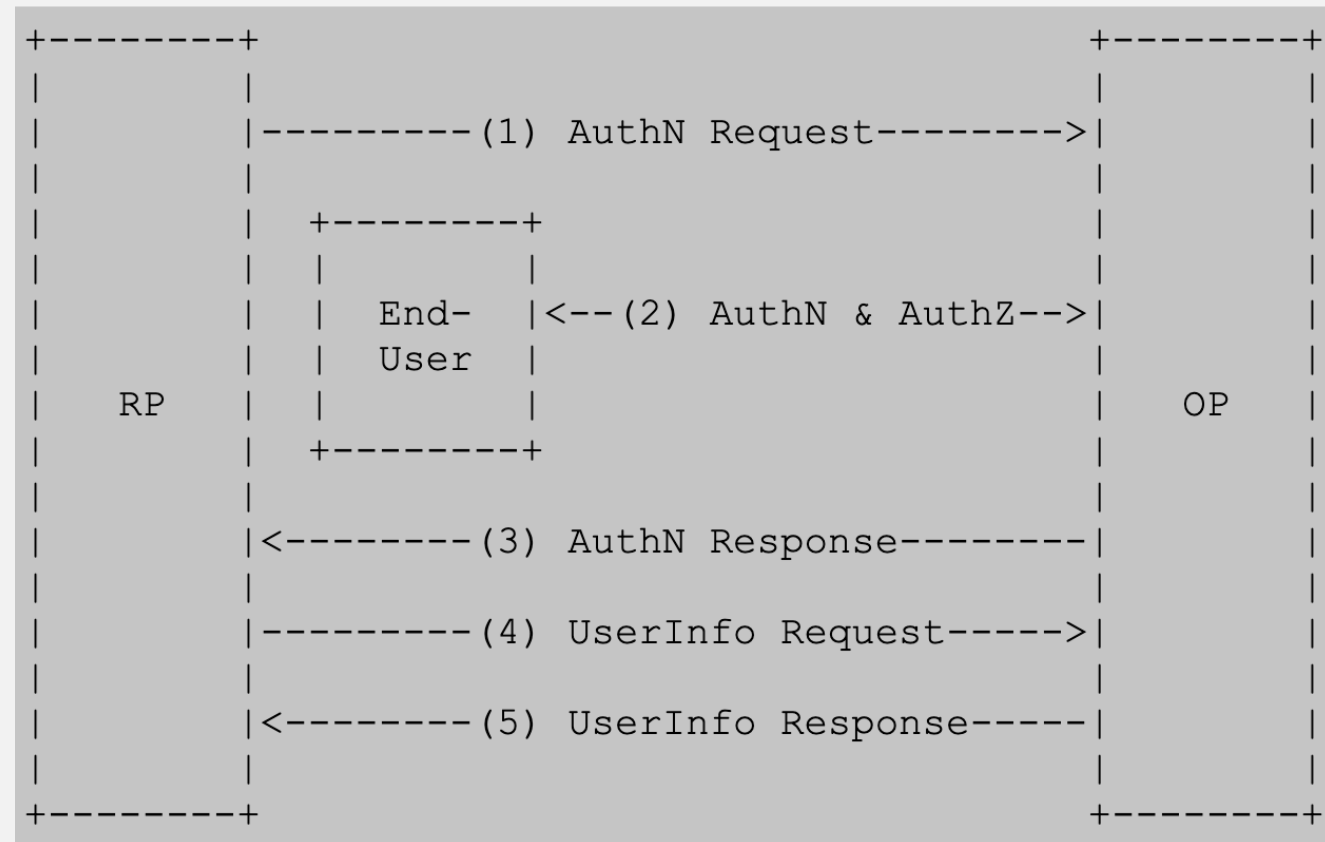 +--------+                                   +--------+
|        |                                   |        |
|        |---------(1) AuthN Request-------->|        |
|        |                                   |        |
|        |  +--------+                       |        |
|        |  |        |                       |        |
|        |  |  End-  |<--(2) AuthN & AuthZ-->|        |
|        |  |  User  |                       |        |
|   RP   |  |        |                       |   OP   |
|        |  +--------+                       |        |
|        |                                   |        |
|        |<--------(3) AuthN Response--------|        |
|        |                                   |        |
|        |---------(4) UserInfo Request----->|        |
|        |                                   |        |
|        |<--------(5) UserInfo Response-----|        |
|        |                                   |        |
+--------+                                   +--------+